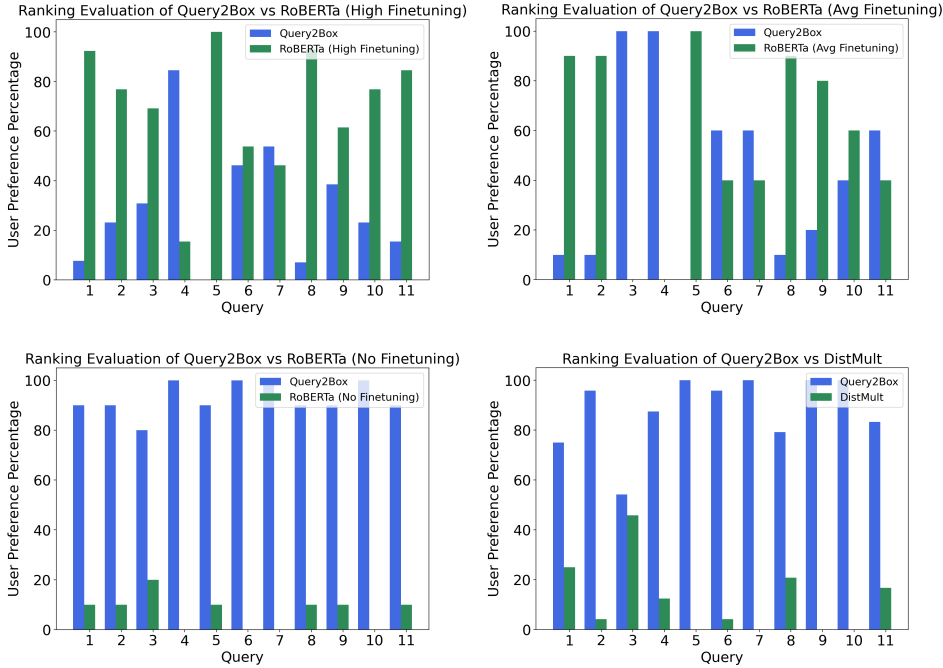 Ranking Evaluation of Query2Box vs RoBERTa (High Finetuning)
Query2Box
RoBERTa (High Finetuning)
User Preference Percentage
100
80
60
40
20
0
1 2 3 4 5 6 7 8 9 10 11
Query
Ranking Evaluation of Query2Box vs RoBERTa (Avg Finetuning)
Query2Box
RoBERTa (Avg Finetuning)
User Preference Percentage
100
80
60
40
20
0
1 2 3 4 5 6 7 8 9 10 11
Query
Ranking Evaluation of Query2Box vs RoBERTa (No Finetuning)
Query2Box
RoBERTa (No Finetuning)
User Preference Percentage
100
80
60
40
20
0
1 2 3 4 5 6 7 8 9 10 11
Query
Ranking Evaluation of Query2Box vs DistMult
Query2Box
DistMult
User Preference Percentage
100
80
60
40
20
0
1 2 3 4 5 6 7 8 9 10 11
Query